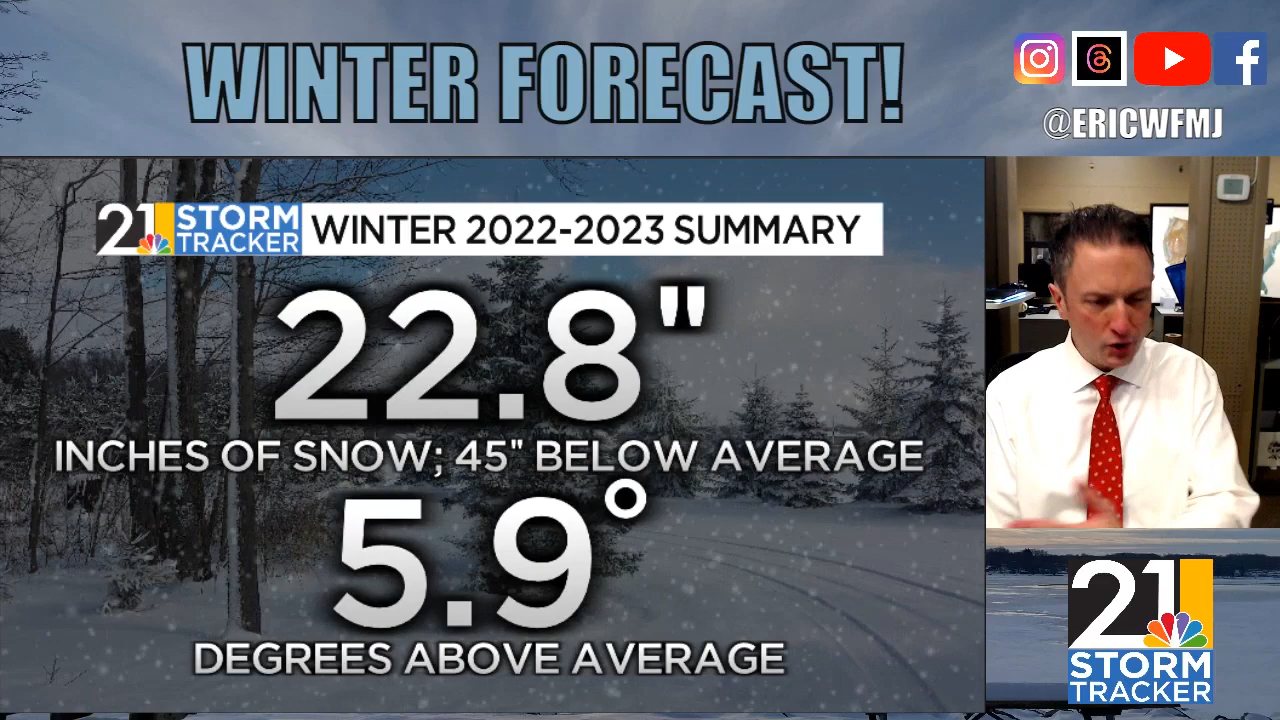 WINTER FORECAST!
@ERICWFMJ
21 STORM TRACKER WINTER 2022-2023 SUMMARY
22.8"
INCHES OF SNOW; 45" BELOW AVERAGE
5.9°
DEGREES ABOVE AVERAGE
21
STORM
TRACKER